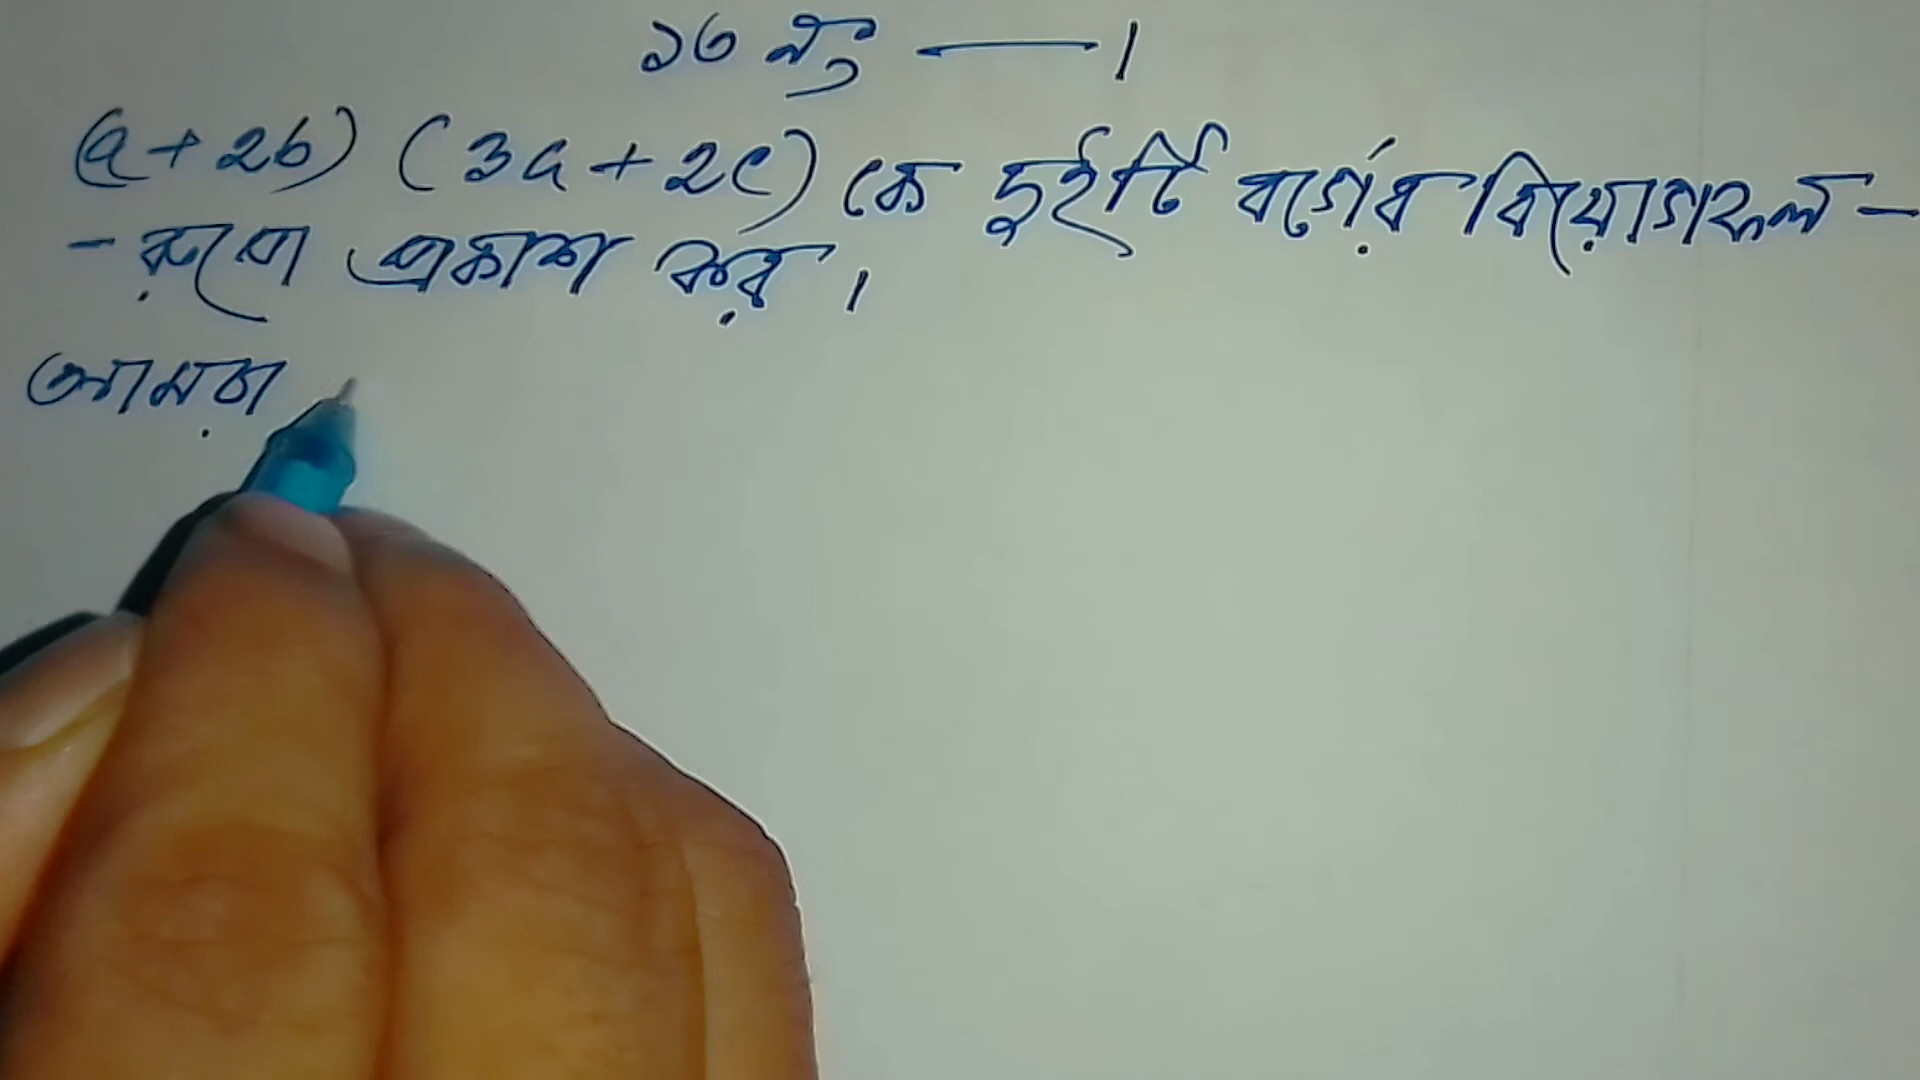 ১৩ নং ——।
(a+2b) (3a+2c) কে দুইটি বর্গের বিয়োগফল -
- রুপে প্রকাশ কর ।
আমরা